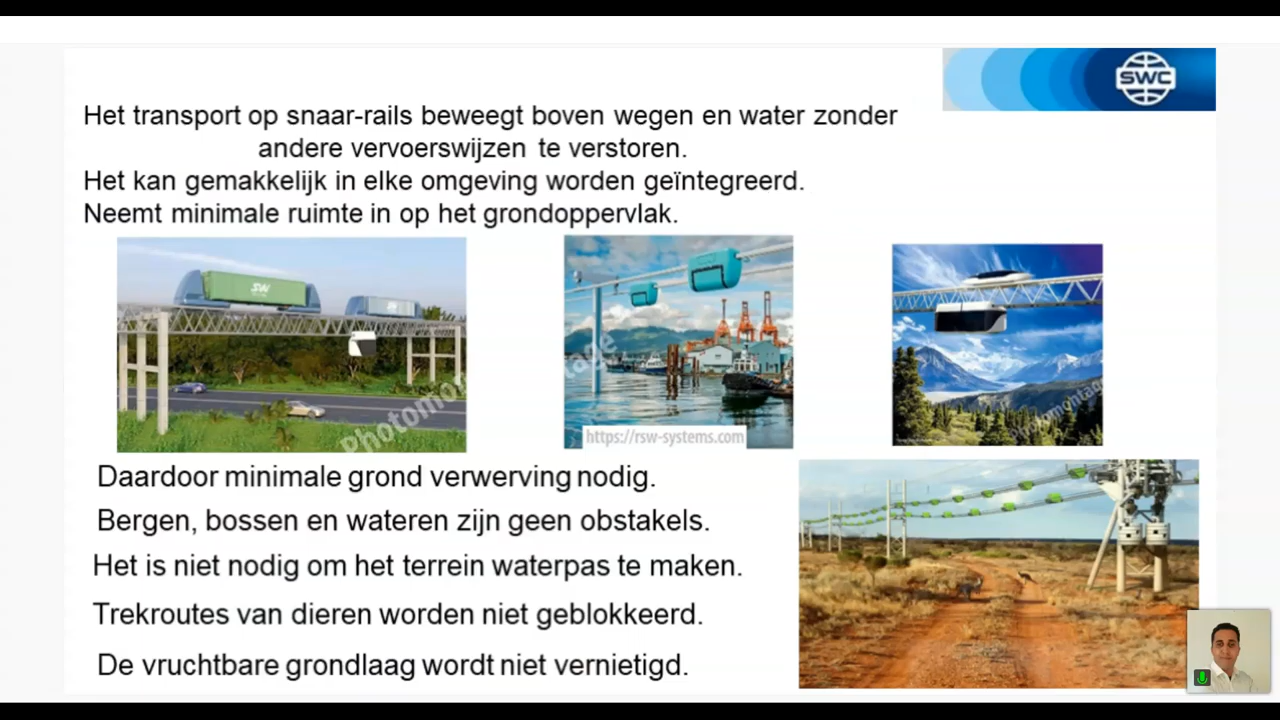 SWC
Het transport op snaar-rails beweegt boven wegen en water zonder
andere vervoerswijzen te verstoren.
Het kan gemakkelijk in elke omgeving worden geïntegreerd.
Neemt minimale ruimte in op het grondoppervlak.
SW
Photomon
tage
https://rsw-systems.com
Photomontage
Daardoor minimale grond verwerving nodig.
Bergen, bossen en wateren zijn geen obstakels.
Het is niet nodig om het terrein waterpas te maken.
Trekroutes van dieren worden niet geblokkeerd.
De vruchtbare grondlaag wordt niet vernietigd.